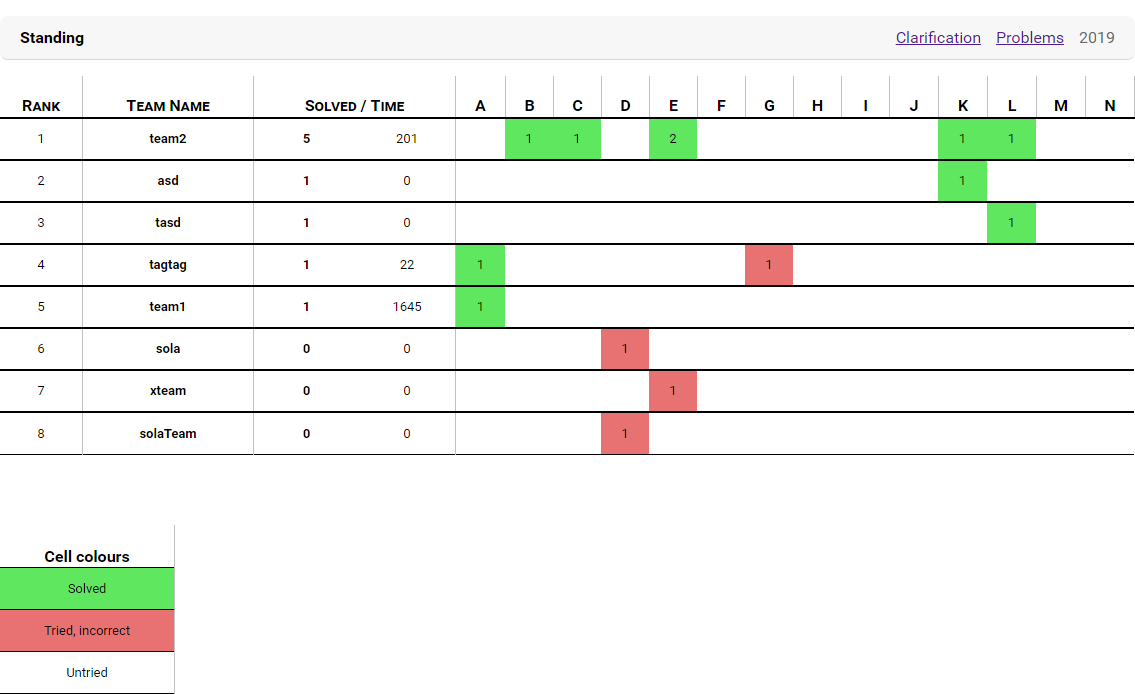 Standing Clarification Problems 2019
RANK TEAM NAME SOLVED / TIME A B C D E F G H I J K L M N
1 team2 5 201 1 1 2 1 1
2 asd 1 0 1
3 tasd 1 0 1
4 tagtag 1 22 1 1
5 team1 1 1645 1
6 sola 0 0 1
7 xteam 0 0 1
8 solaTeam 0 0 1
Cell colours
Solved
Tried, incorrect
Untried